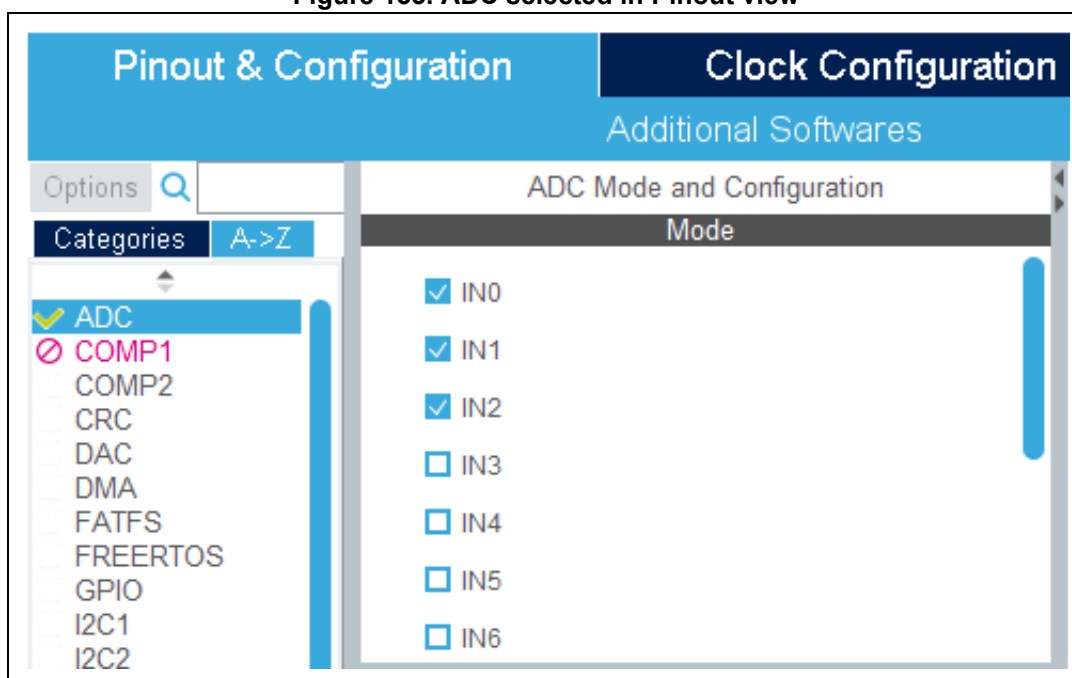 Pinout & Configuration
Clock Configuration
Additional Softwares
Options
ADC Mode and Configuration
Categories
A->Z
Mode
ADC
COMP1
COMP2
CRC
DAC
DMA
FATFS
FREERTOS
GPIO
I2C1
I2C2
IN0
IN1
IN2
IN3
IN4
IN5
IN6